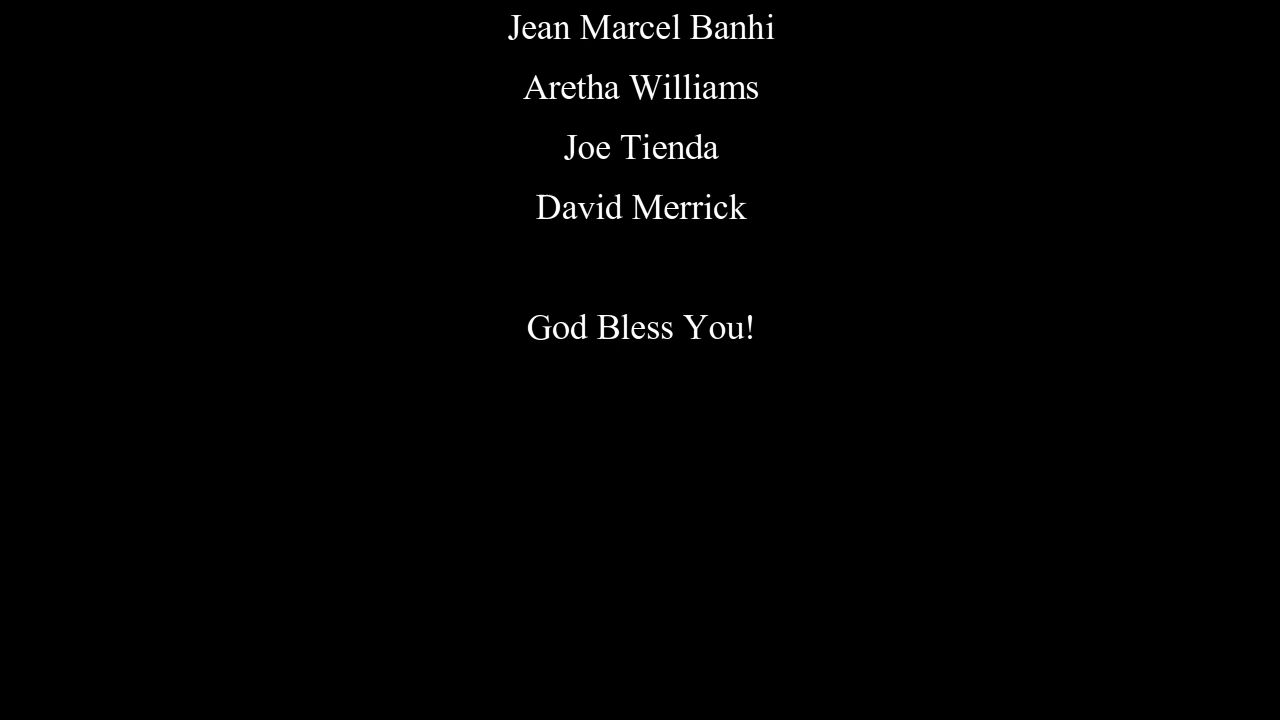 Jean Marcel Banhi
Aretha Williams
Joe Tienda
David Merrick
God Bless You!